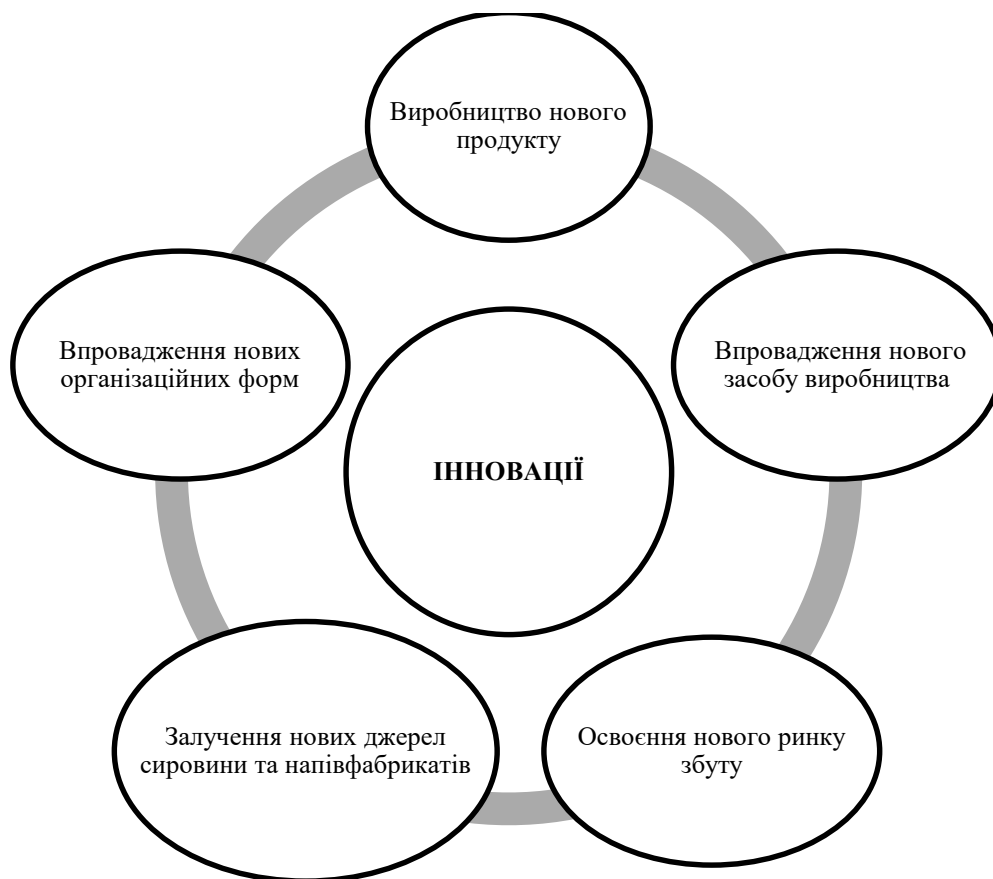 Виробництво нового
продукту
Впровадження нових
організаційних форм
Впровадження нового
засобу виробництва
ІННОВАЦІЇ
Залучення нових джерел
сировини та напівфабрикатів
Освоєння нового ринку
збуту